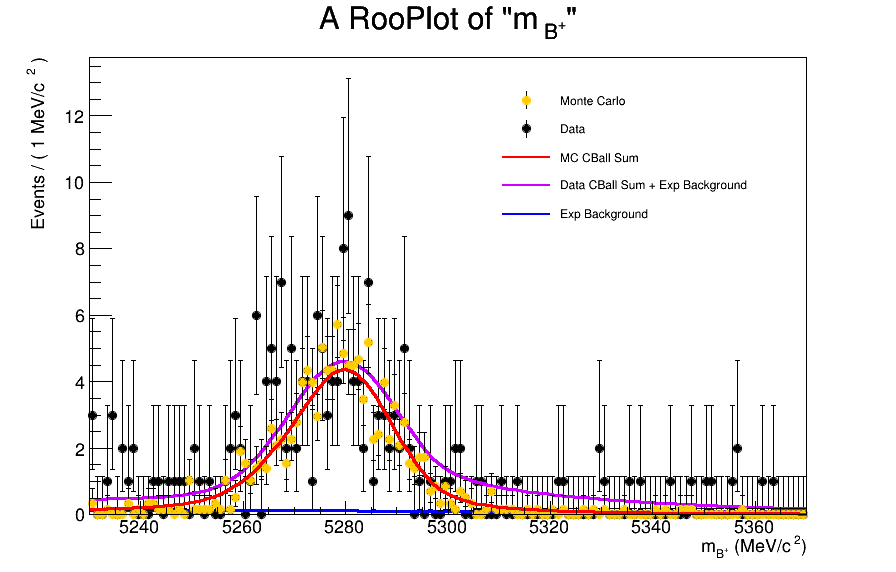 A RooPlot of "m B+"
Events / ( 1 MeV/c 2 )
12
10
8
6
4
2
0
Monte Carlo
Data
MC CBall Sum
Data CBall Sum + Exp Background
Exp Background
5240 5260 5280 5300 5320 5340 5360
m B+ (MeV/c 2)